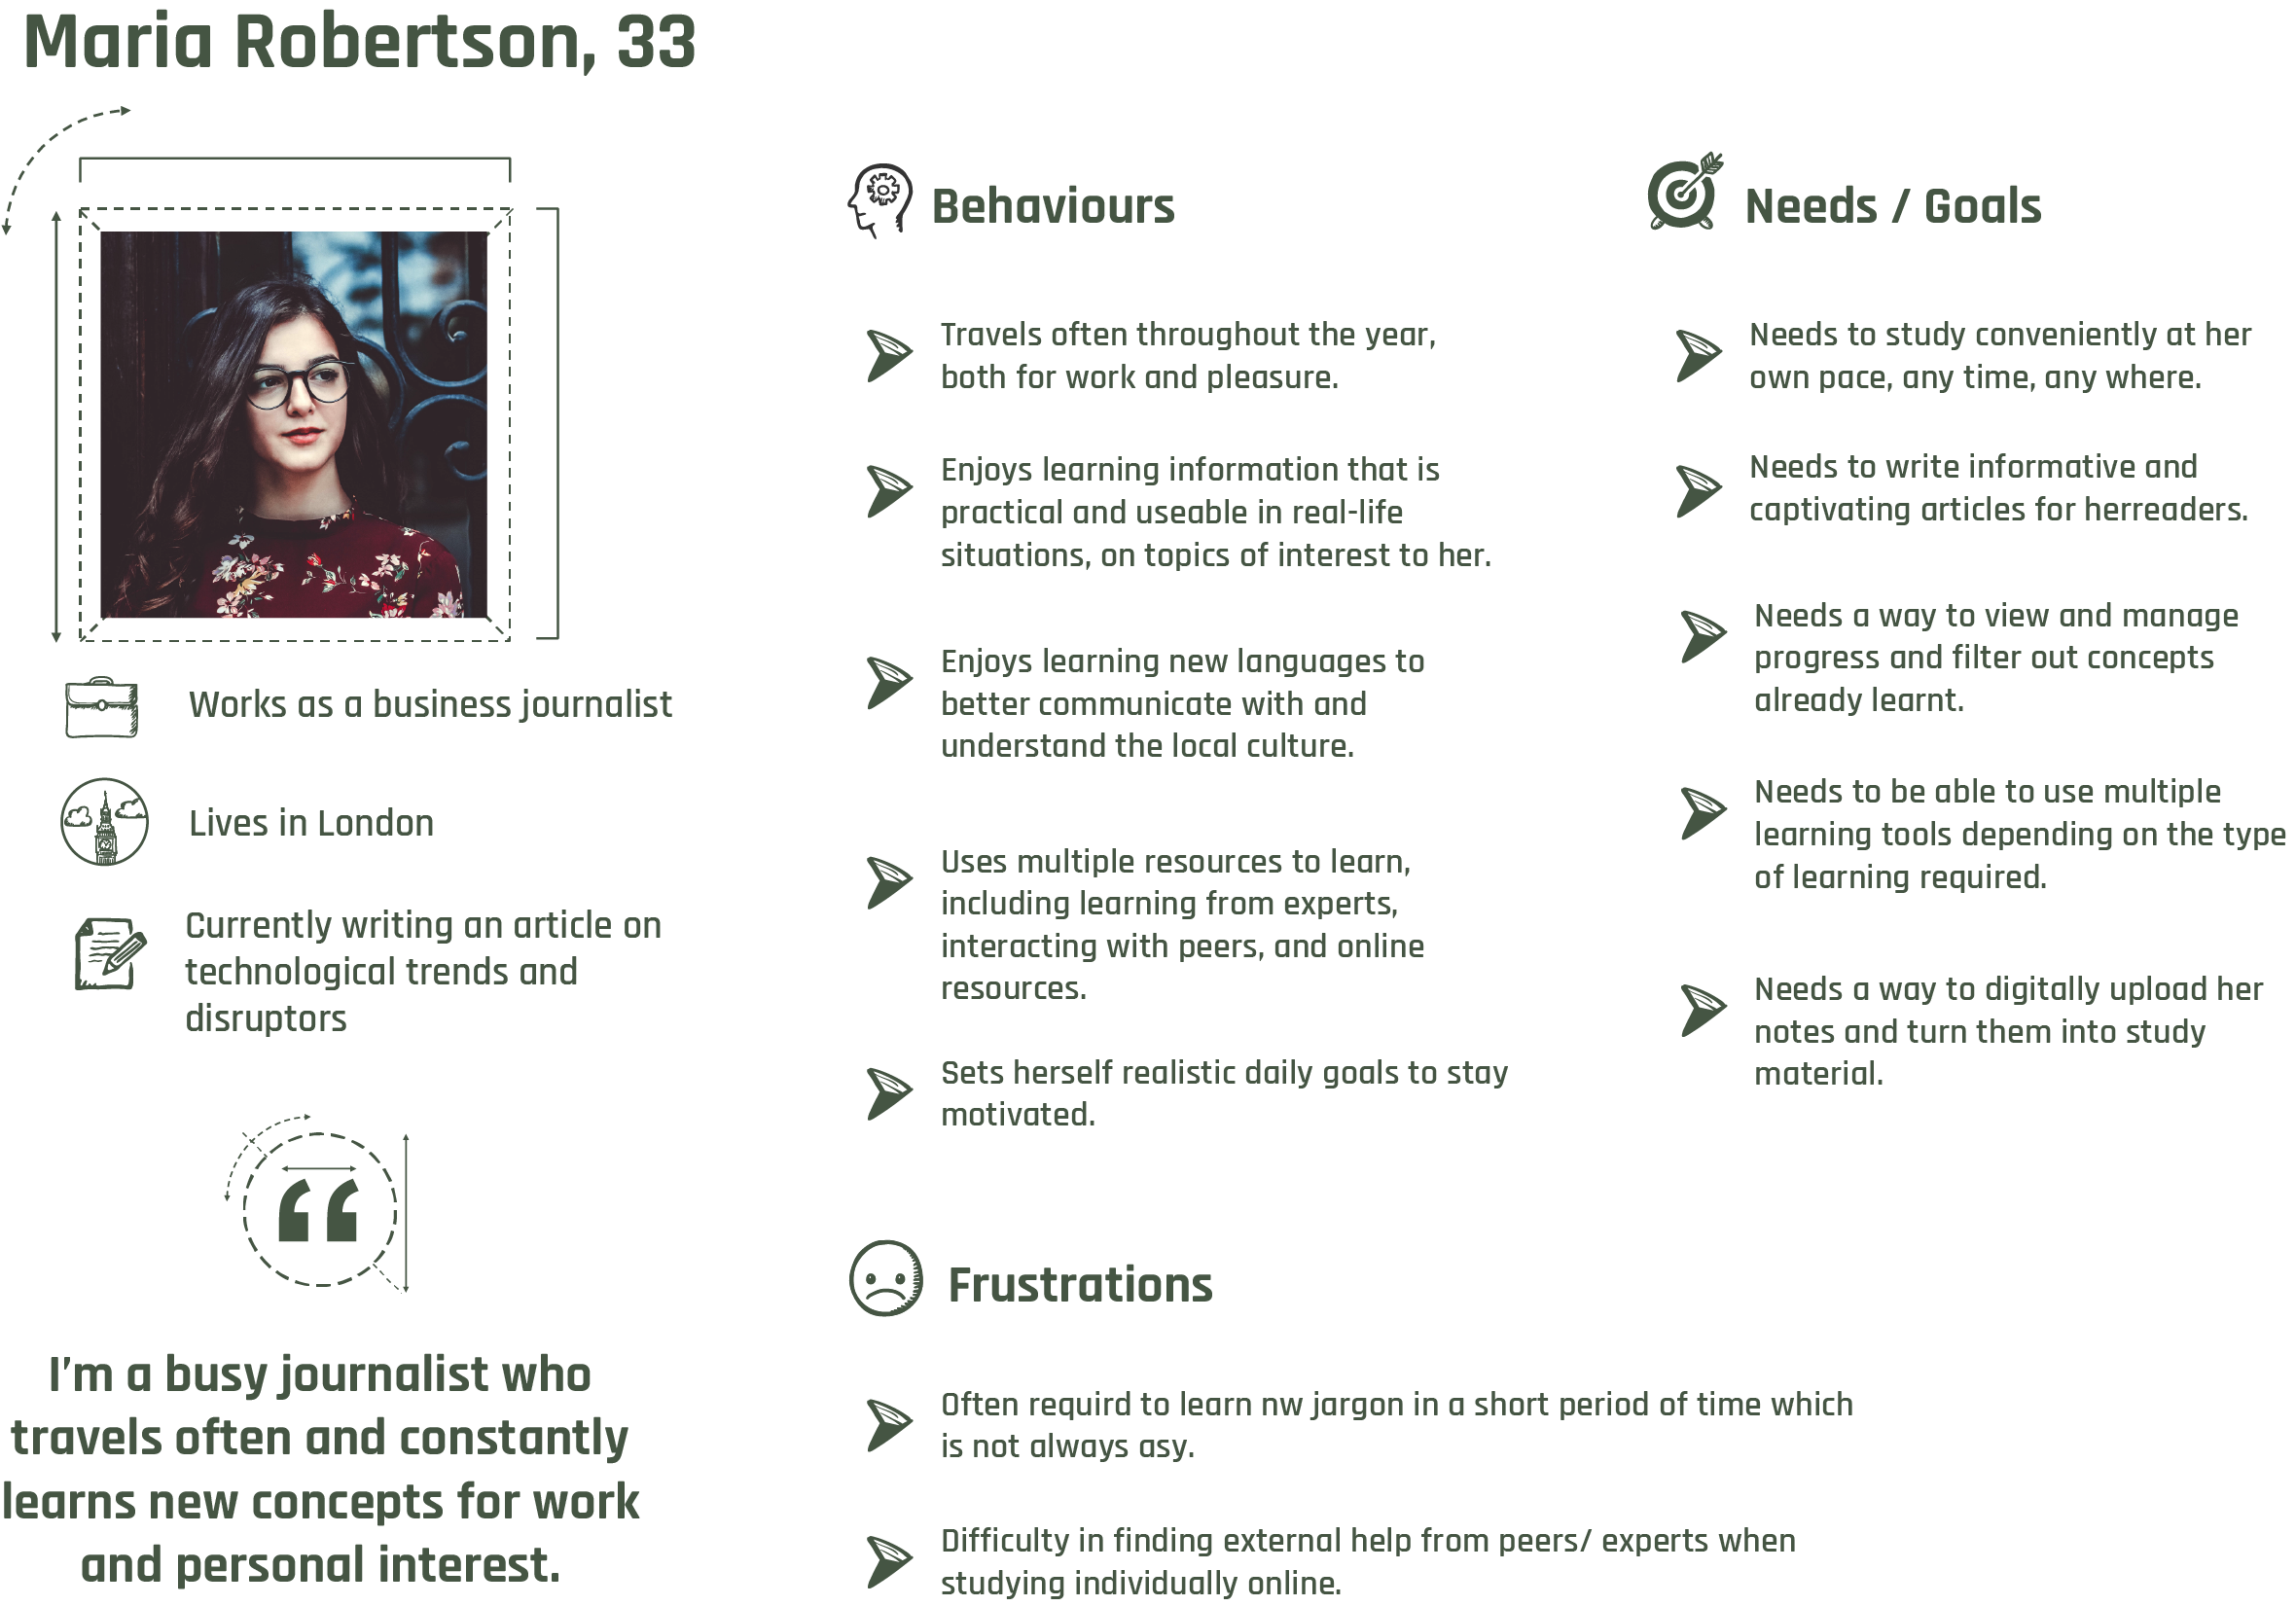 Maria Robertson, 33
Works as a business journalist
Lives in London
Currently writing an article on
technological trends and
disruptors
“
I'm a busy journalist who
travels often and constantly
learns new concepts for work
and personal interest.
Behaviours
Travels often throughout the year,
both for work and pleasure.
Enjoys learning information that is
practical and useable in real-life
situations, on topics of interest to her.
Enjoys learning new languages to
better communicate with and
understand the local culture.
Uses multiple resources to learn,
including learning from experts,
interacting with peers, and online
resources.
Sets herself realistic daily goals to stay
motivated.
Needs / Goals
Needs to study conveniently at her
own pace, any time, any where.
Needs to write informative and
captivating articles for herreaders.
Needs a way to view and manage
progress and filter out concepts
already learnt.
Needs to be able to use multiple
learning tools depending on the type
of learning required.
Needs a way to digitally upload her
notes and turn them into study
material.
Frustrations
Often requird to learn nw jargon in a short period of time which
is not always asy.
Difficulty in finding external help from peers/ experts when
studying individually online.